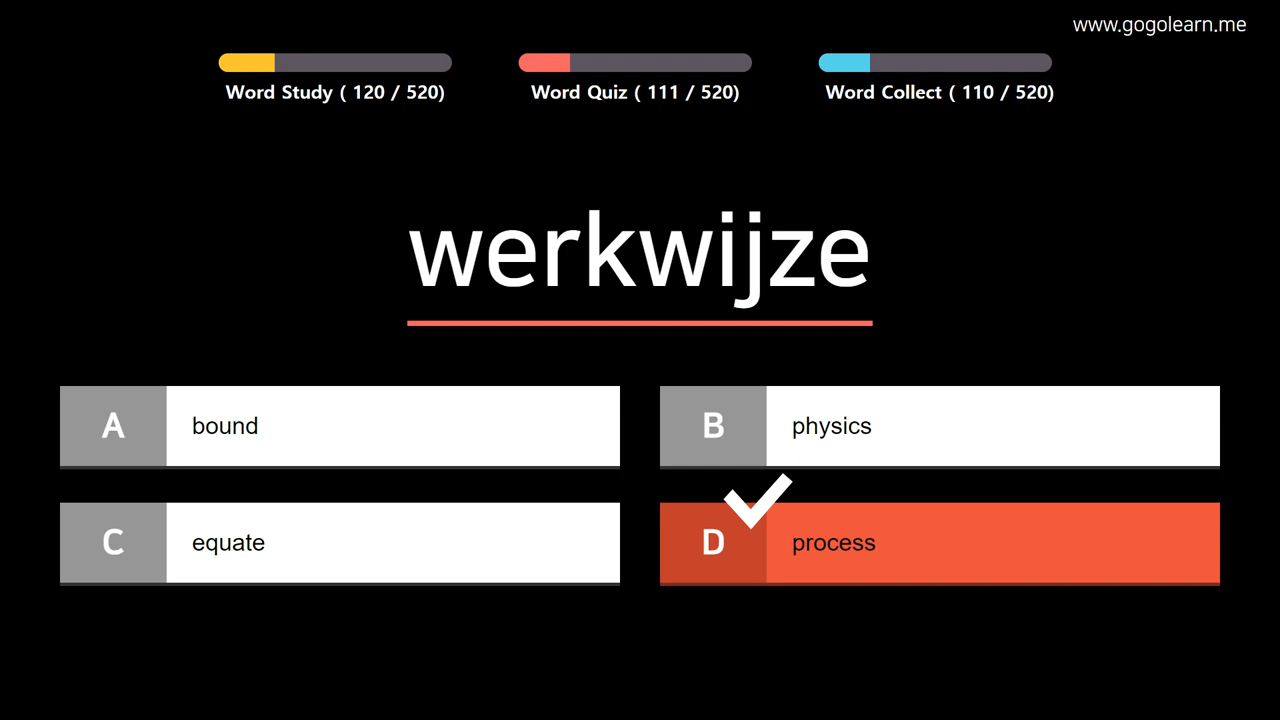 www.gogolearn.me
Word Study ( 120 / 520)
Word Quiz ( 111 / 520)
Word Collect ( 110 / 520)
werkwijze
A bound
B physics
C equate
D process